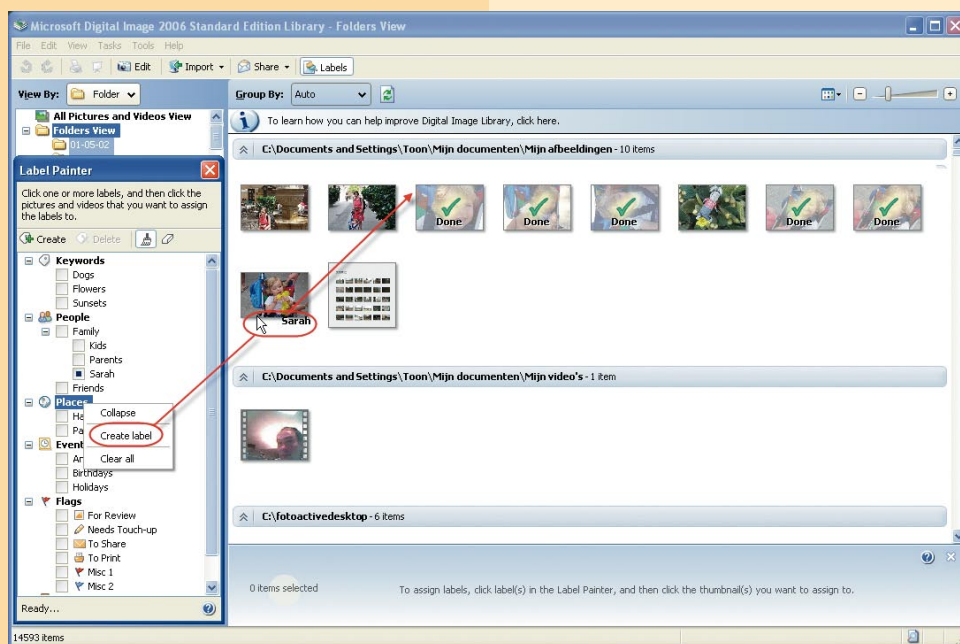 Microsoft Digital Image 2006 Standard Edition Library - Folders View
File Edit View Tasks Tools Help
Edit Import Share Labels
View By: Folder Group By: Auto
All Pictures and Videos View
Folders View
01-05-02
To learn how you can help improve Digital Image Library, click here.
C:\Documents and Settings\Toon\Mijn documenten\Mijn afbeeldingen - 10 items
Done Done Done Done Done
Sarah
C:\Documents and Settings\Toon\Mijn documenten\Mijn video's - 1 item
C:\fotoactivedesktop - 6 items
Label Painter
Click one or more labels, and then click the
pictures and videos that you want to assign
the labels to.
Create Delete
Keywords
Dogs
Flowers
Sunsets
People
Family
Kids
Parents
Sarah
Friends
Places
Collapse
Ha
Create label
Pa
Event
Clear all
An
Birthdays
Holidays
Flags
For Review
Needs Touch-up
To Share
To Print
Misc 1
Misc 2
Ready...
0 items selected
To assign labels, click label(s) in the Label Painter, and then click the thumbnail(s) you want to assign to.
14593 items